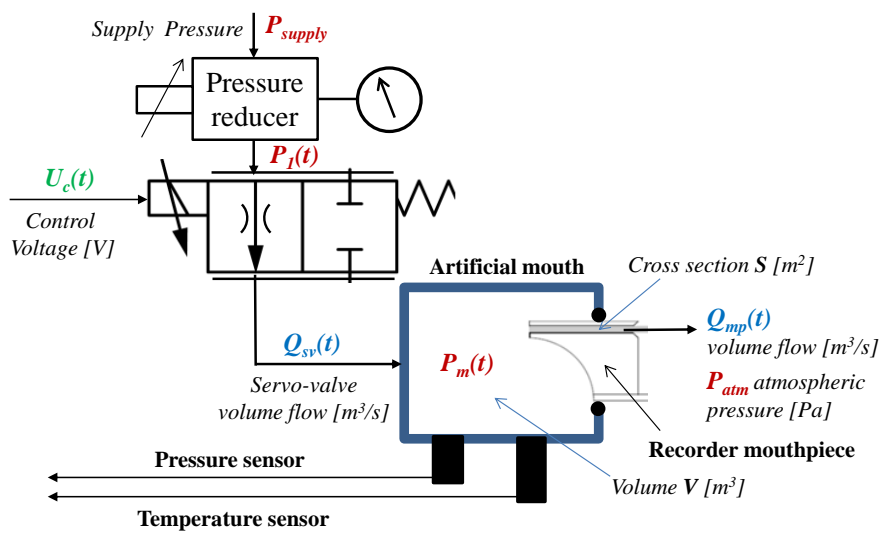 Supply Pressure
P_supply
Pressure
reducer
P_1(t)
U_c(t)
Control
Voltage [V]
Artificial mouth
Cross section S [m²]
Q_sv(t)
Servo-valve
volume flow [m³/s]
P_m(t)
Q_mp(t)
volume flow [m³/s]
P_atm atmospheric
pressure [Pa]
Recorder mouthpiece
Pressure sensor
Volume V [m³]
Temperature sensor